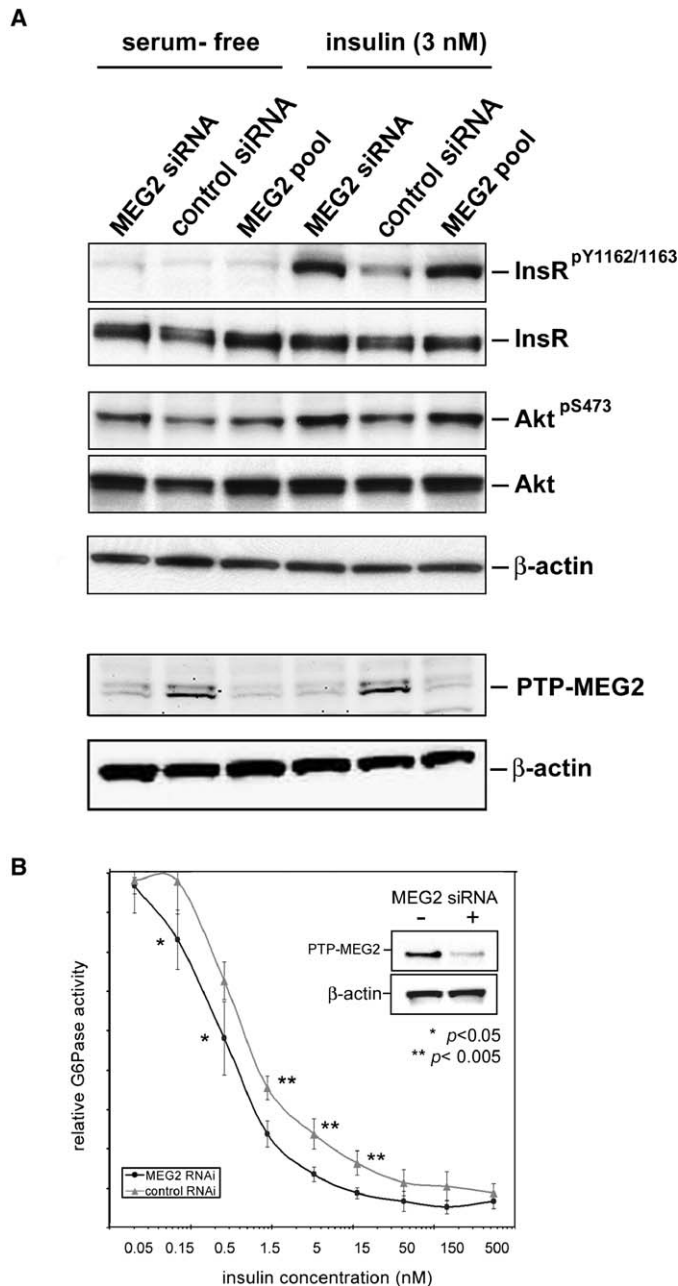 A
serum- free
insulin (3 nM)
MEG2 siRNA
control siRNA
MEG2 pool
MEG2 siRNA
control siRNA
MEG2 pool
InsR pY1162/1163
InsR
Akt pS473
Akt
β-actin
PTP-MEG2
β-actin
B
relative G6Pase activity
MEG2 siRNA
- +
PTP-MEG2
β-actin
* p<0.05
** p< 0.005
*
*
**
**
**
MEG2 RNAi
control RNAi
0.05 0.15 0.5 1.5 5 15 50 150 500
insulin concentration (nM)